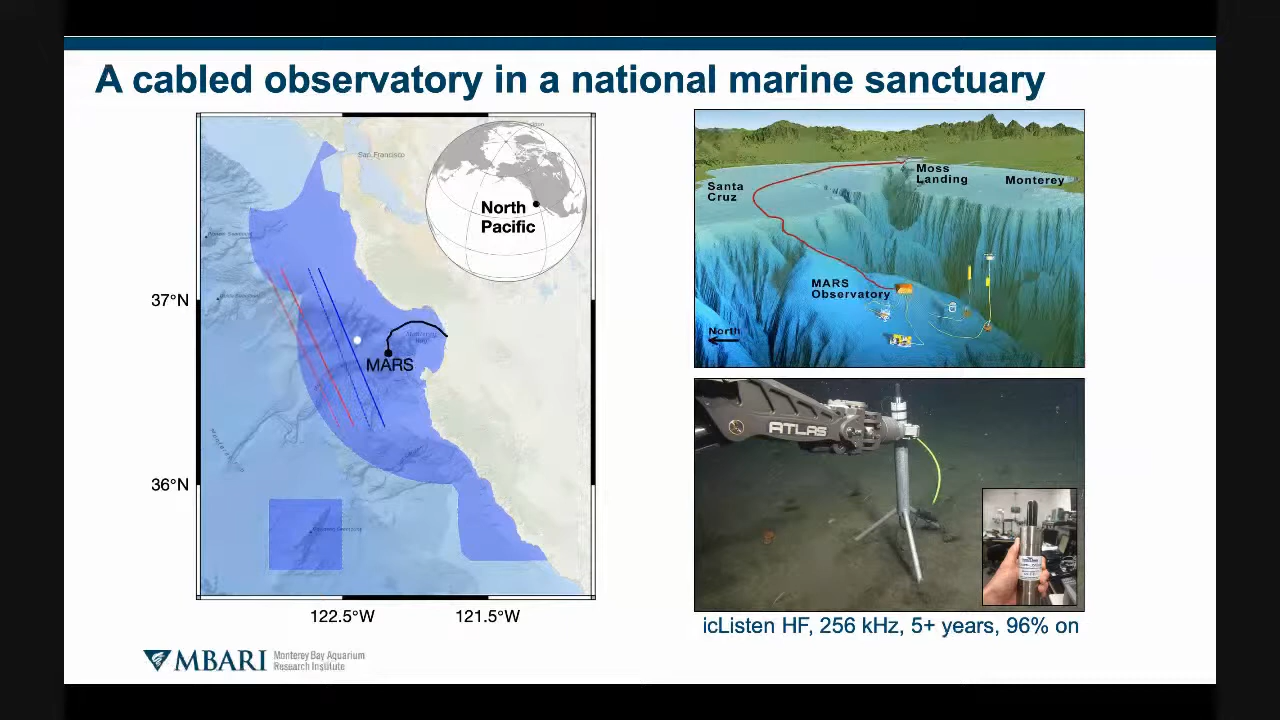 A cabled observatory in a national marine sanctuary
San Francisco
North
Pacific
37°N
MARS
36°N
122.5°W
121.5°W
Santa
Cruz
Moss
Landing
Monterey
MARS
Observatory
North
ATLAS
icListen HF, 256 kHz, 5+ years, 96% on
MBARI
Monterey Bay Aquarium
Research Institute